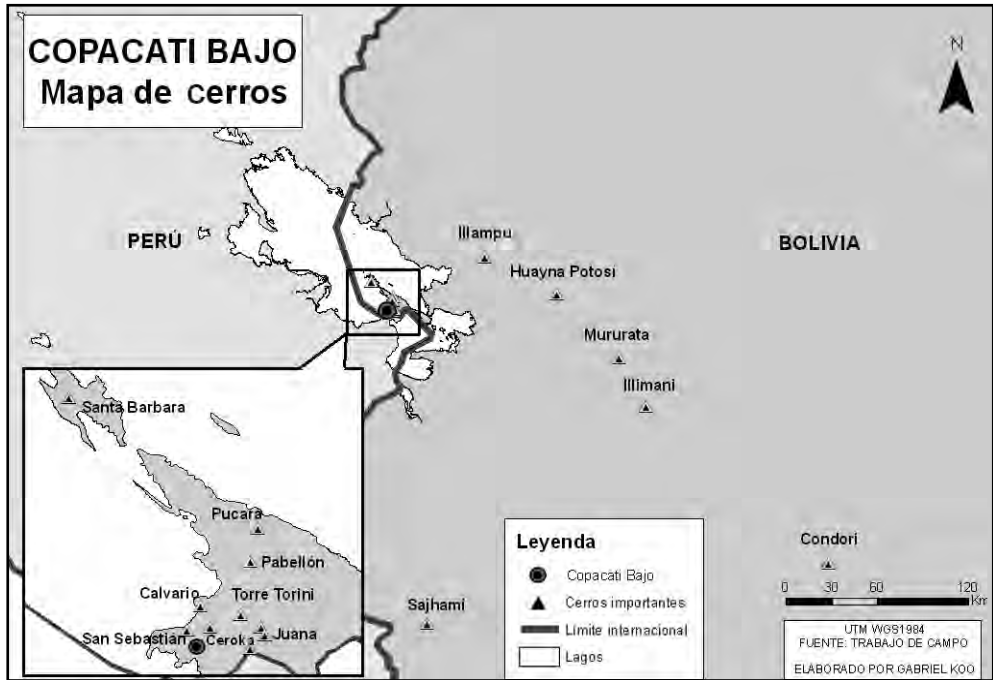 COPACATI BAJO
Mapa de cerros
N
PERÚ
BOLIVIA
Illampu
Huayna Potosi
Mururata
Illimani
Santa Barbara
Pucara
Pabellón
Calvario
Torre Torini
San Sebastian
Ceroka
Juana
Sajhami
Condori
Leyenda
Copacati Bajo
Cerros importantes
Límite internacional
Lagos
0 30 60 120
Km
UTM WGS1984
FUENTE: TRABAJO DE CAMPO
ELABORADO POR GABRIEL KOO